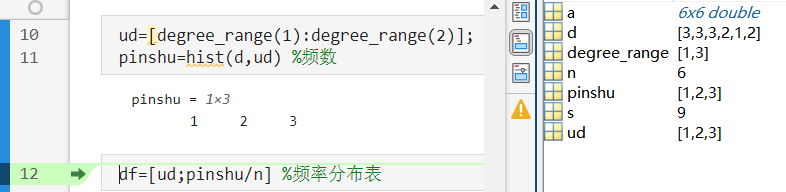 10 ud=[degree_range(1):degree_range(2)];
11 pinshu=hist(d,ud) %频数
pinshu = 1×3
1 2 3
12 df=[ud;pinshu/n] %频率分布表
a 6x6 double
d [3,3,3,2,1,2]
degree_range [1,3]
n 6
pinshu [1,2,3]
s 9
ud [1,2,3]